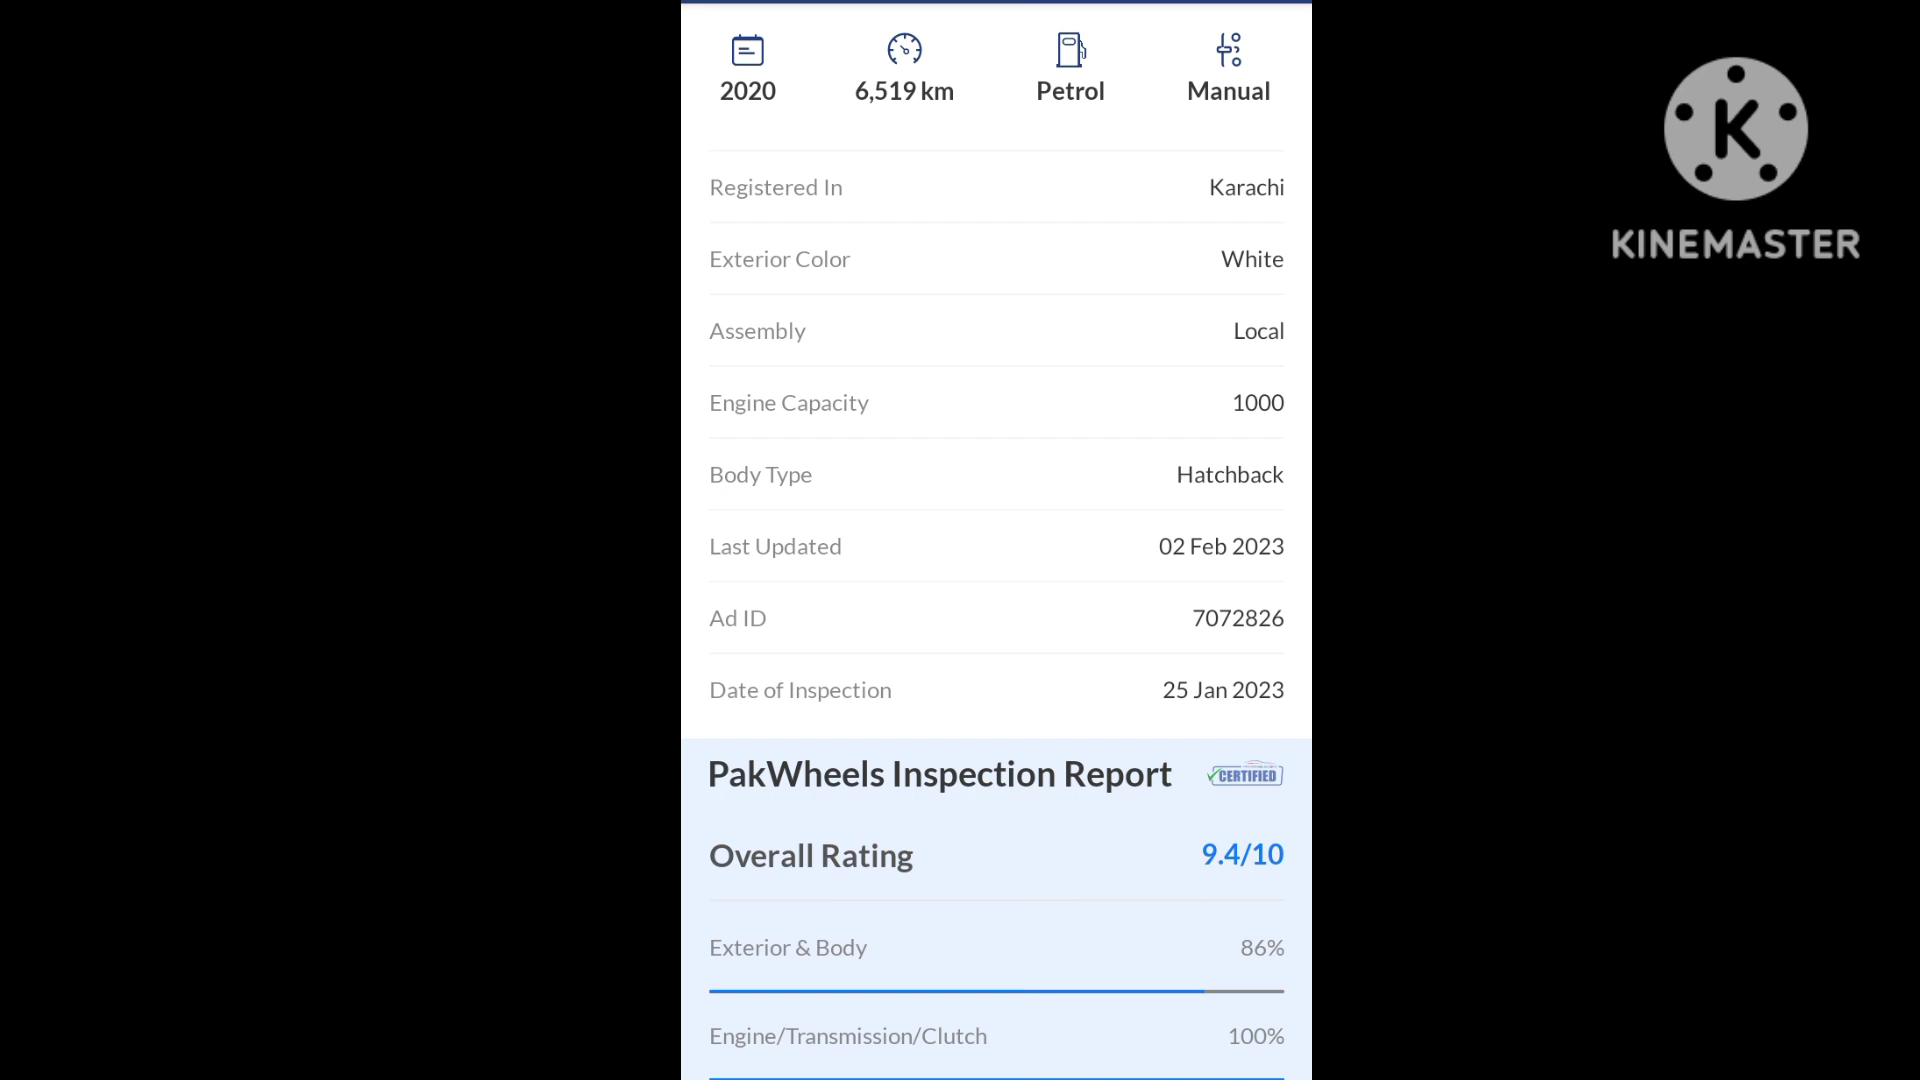 2020 6,519 km Petrol Manual
Registered In Karachi
Exterior Color White
Assembly Local
Engine Capacity 1000
Body Type Hatchback
Last Updated 02 Feb 2023
Ad ID 7072826
Date of Inspection 25 Jan 2023
PakWheels Inspection Report CERTIFIED
Overall Rating 9.4/10
Exterior & Body 86%
Engine/Transmission/Clutch 100%
K
KINEMASTER